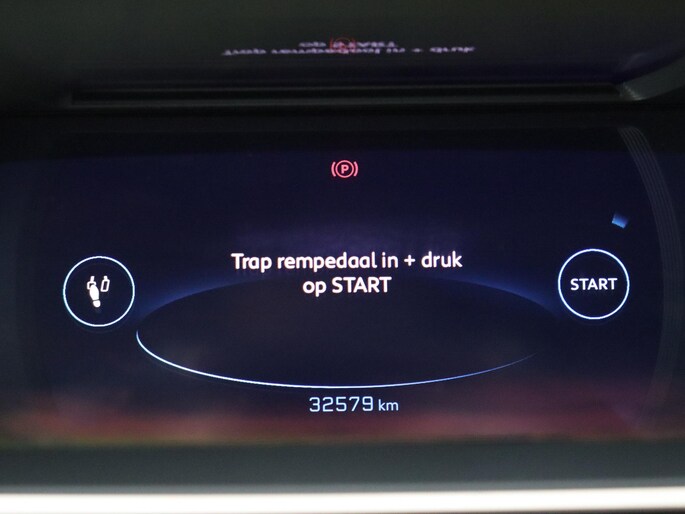 (P)
Trap rempedaal in + druk
op START
START
32579 km